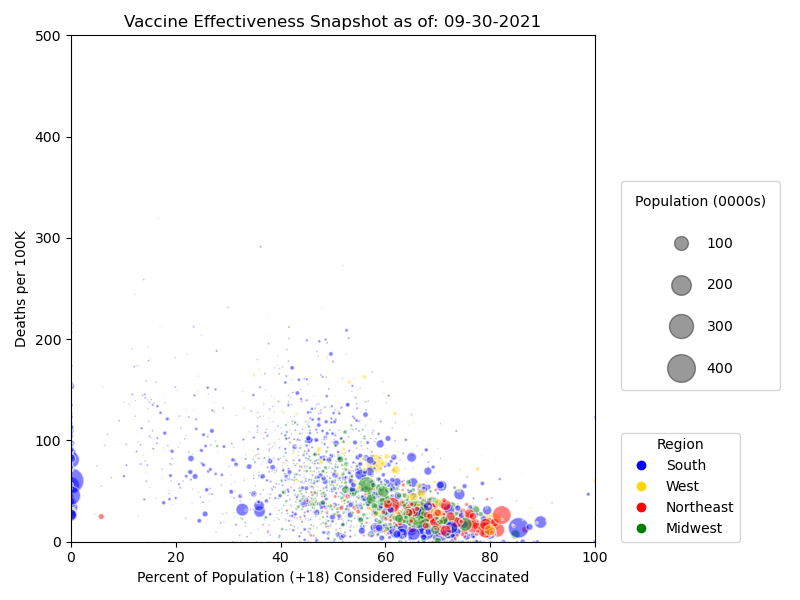 Vaccine Effectiveness Snapshot as of: 09-30-2021
500
400
300
200
100
0
Deaths per 100K
0 20 40 60 80 100
Percent of Population (+18) Considered Fully Vaccinated
Population (0000s)
100
200
300
400
Region
South
West
Northeast
Midwest